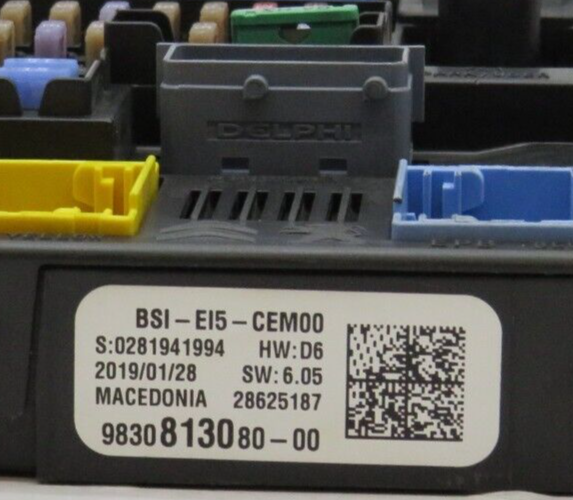 DELPHI
BSI-EI5-CEM00
S:0281941994 HW:D6
2019/01/28 SW:6.05
MACEDONIA 28625187
9830813080-00